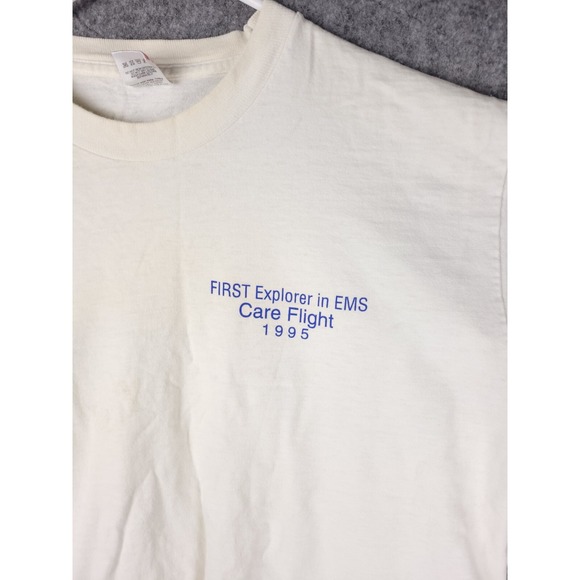 FIRST Explorer in EMS
Care Flight
1995